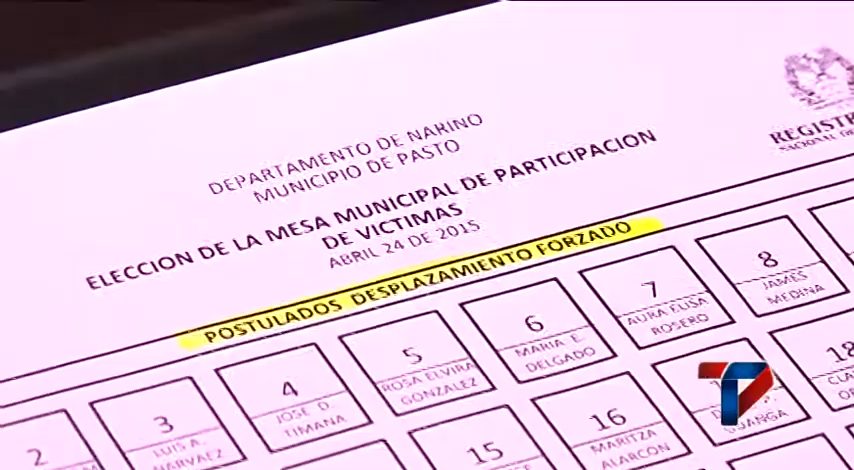 DEPARTAMENTO DE NARIÑO
MUNICIPIO DE PASTO
REGISTR
ELECCION DE LA MESA MUNICIPAL DE PARTICIPACION
DE VICTIMAS
ABRIL 24 DE 2015
POSTULADOS DESPLAZAMIENTO FORZADO
2
3
LUIS A.
NARVAEZ
4
JOSE D.
TIMANA
5
ROSA ELVIRA
GONZALEZ
6
MARIA E.
DELGADO
7
AURA ELISA
ROSERO
8
JAMES
MEDINA
15
16
MARITZA
ALARCON
18